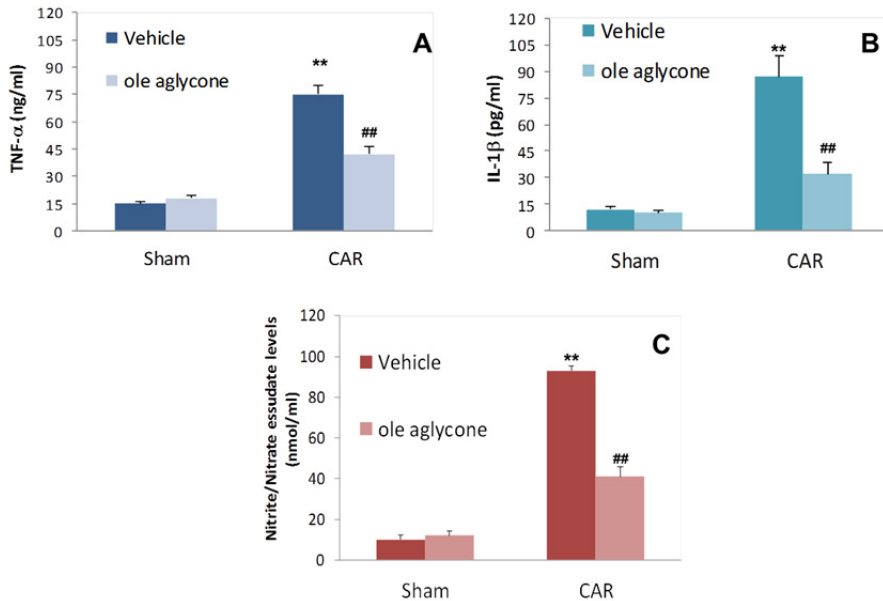 A
TNF-α (ng/ml)
120
105
90
75
60
45
30
15
0
Vehicle
ole aglycone
**
##
Sham CAR
B
IL-1β (pg/ml)
120
105
90
75
60
45
30
15
0
Vehicle
ole aglycone
**
##
Sham CAR
C
Nitrite/Nitrate essudate levels
(nmol/ml)
120
100
80
60
40
20
0
Vehicle
ole aglycone
**
##
Sham CAR